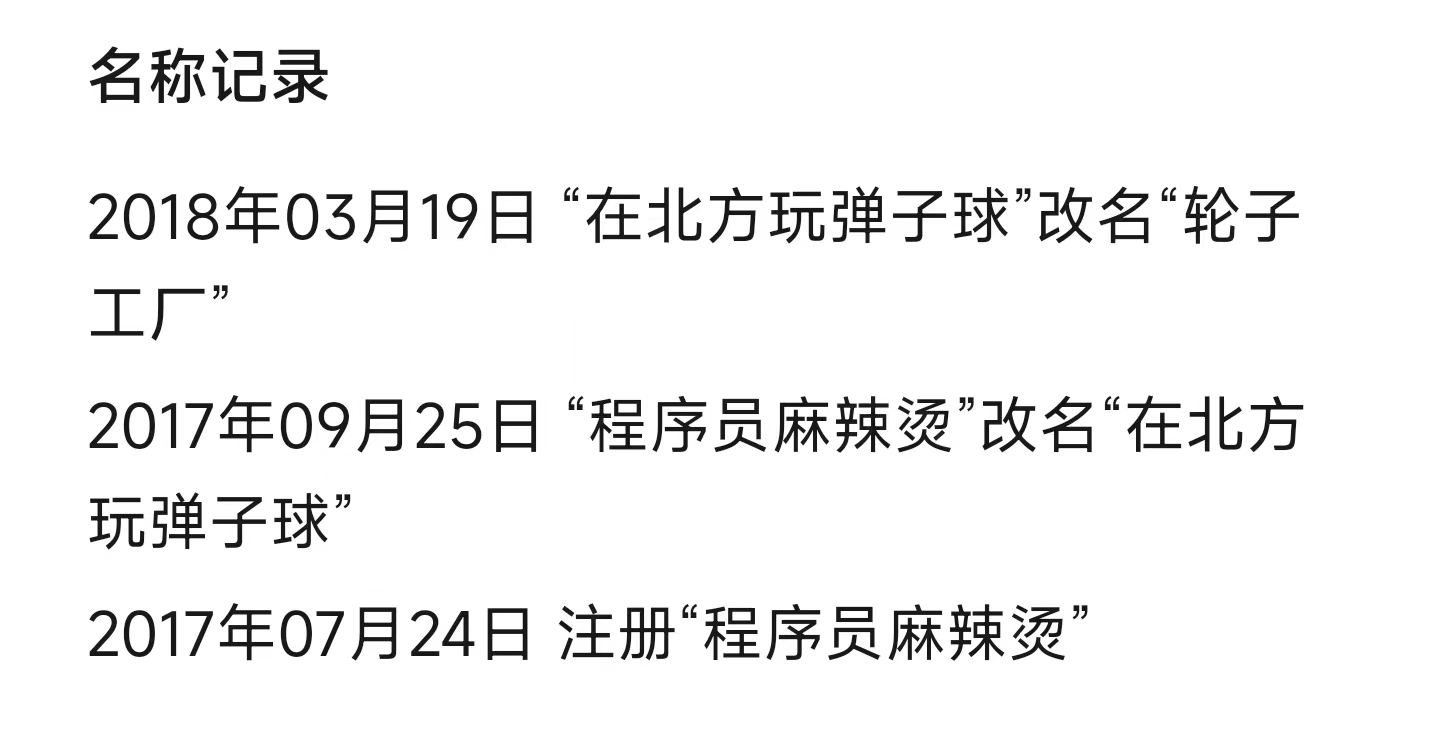 名称记录
2018年03月19日 “在北方玩弹子球”改名“轮子
工厂”
2017年09月25日 “程序员麻辣烫”改名“在北方
玩弹子球”
2017年07月24日 注册“程序员麻辣烫”